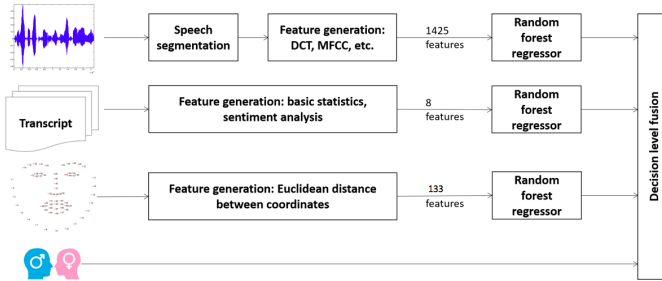 Speech
segmentation
Feature generation:
DCT, MFCC, etc.
1425
features
Random
forest
regressor
Transcript
Feature generation: basic statistics,
sentiment analysis
8
features
Random
forest
regressor
Feature generation: Euclidean distance
between coordinates
133
features
Random
forest
regressor
Decision level fusion